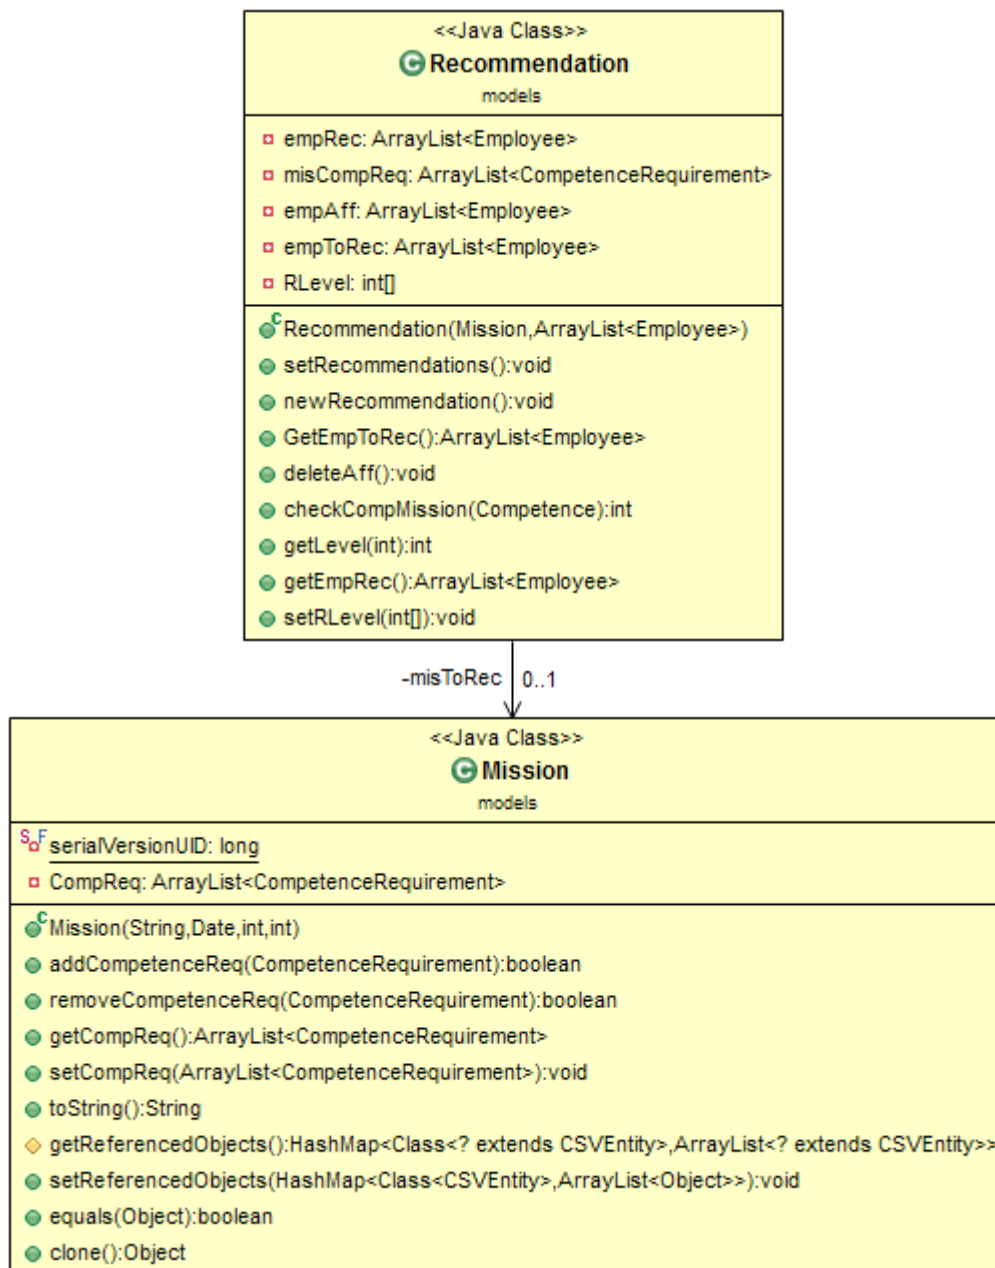 <<Java Class>>
C Recommendation
models
empRec: ArrayList<Employee>
misCompReq: ArrayList<CompetenceRequirement>
empAff: ArrayList<Employee>
empToRec: ArrayList<Employee>
RLevel: int[]
C Recommendation(Mission,ArrayList<Employee>)
setRecommendations():void
newRecommendation():void
GetEmpToRec():ArrayList<Employee>
deleteAff():void
checkCompMission(Competence):int
getLevel(int):int
getEmpRec():ArrayList<Employee>
setRLevel(int[]):void
-misToRec 0..1
<<Java Class>>
C Mission
models
S F serialVersionUID: long
CompReq: ArrayList<CompetenceRequirement>
C Mission(String,Date,int,int)
addCompetenceReq(CompetenceRequirement):boolean
removeCompetenceReq(CompetenceRequirement):boolean
getCompReq():ArrayList<CompetenceRequirement>
setCompReq(ArrayList<CompetenceRequirement>):void
toString():String
getReferencedObjects():HashMap<Class<? extends CSVEntity>,ArrayList<? extends CSVEntity>>
setReferencedObjects(HashMap<Class<CSVEntity>,ArrayList<Object>>):void
equals(Object):boolean
clone():Object